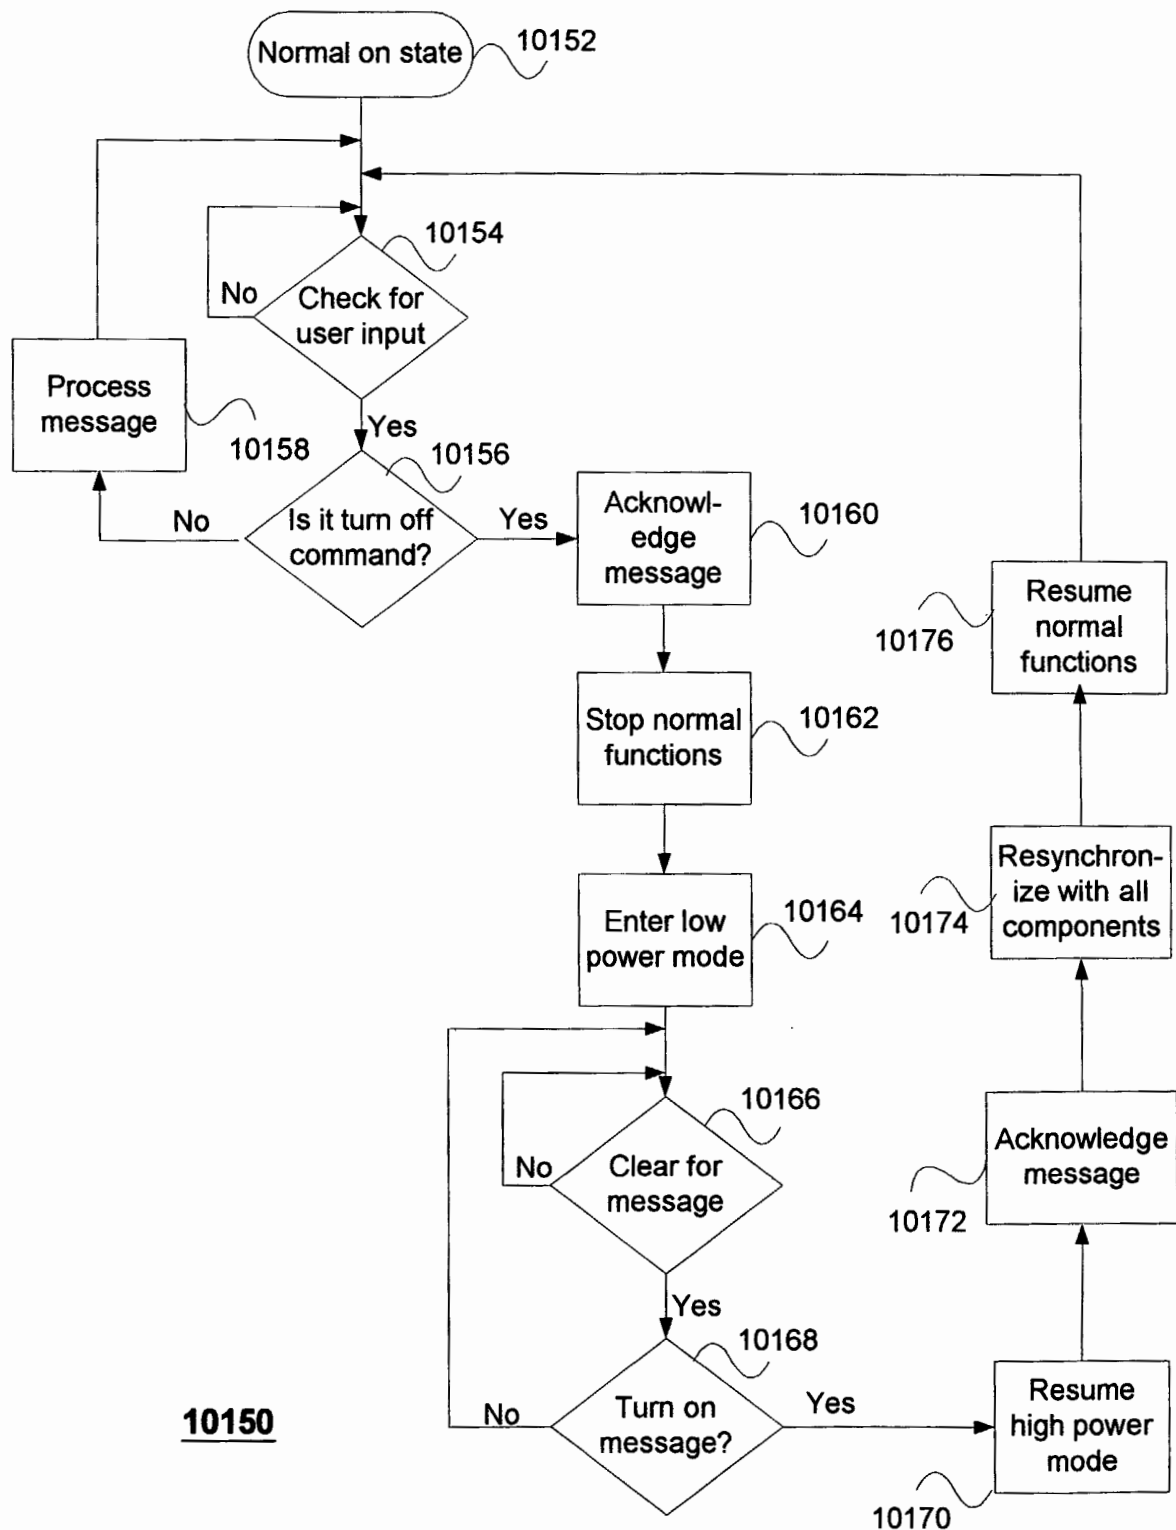 Normal on state
10152
10154
Check for
user input
No
Yes
Process
message
10158
10156
Is it turn off
command?
No
Yes
Acknowl-
edge
message
10160
Stop normal
functions
10162
Enter low
power mode
10164
10166
Clear for
message
No
Yes
10168
Turn on
message?
No
Yes
Resume
high power
mode
10170
Acknowledge
message
10172
Resynchron-
ize with all
components
10174
Resume
normal
functions
10176
10150